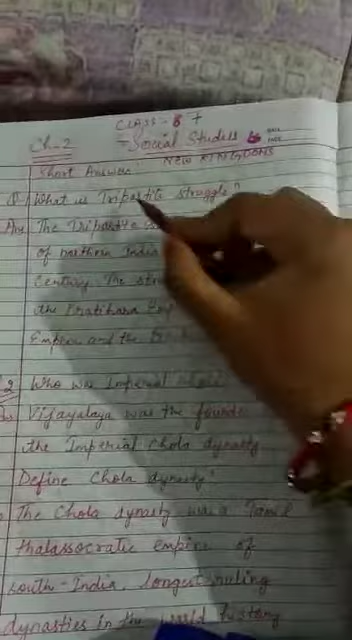 CLASS - 7
Ch-2 Social Studies
NEW KINGDOMS
Short Answer
Q1 What is Tripartite struggle?
Ans The Tripartite
of northern India
century. The
the Pratihara
Empire and the
Who was Imperial
Vijayalaya was the founde
the Imperial Chola dynasty
Define Chola dynasty?
The Chola dynasty was a Tamil
thalassocratic empire of
south-India, longest ruling
dynasties in the world history